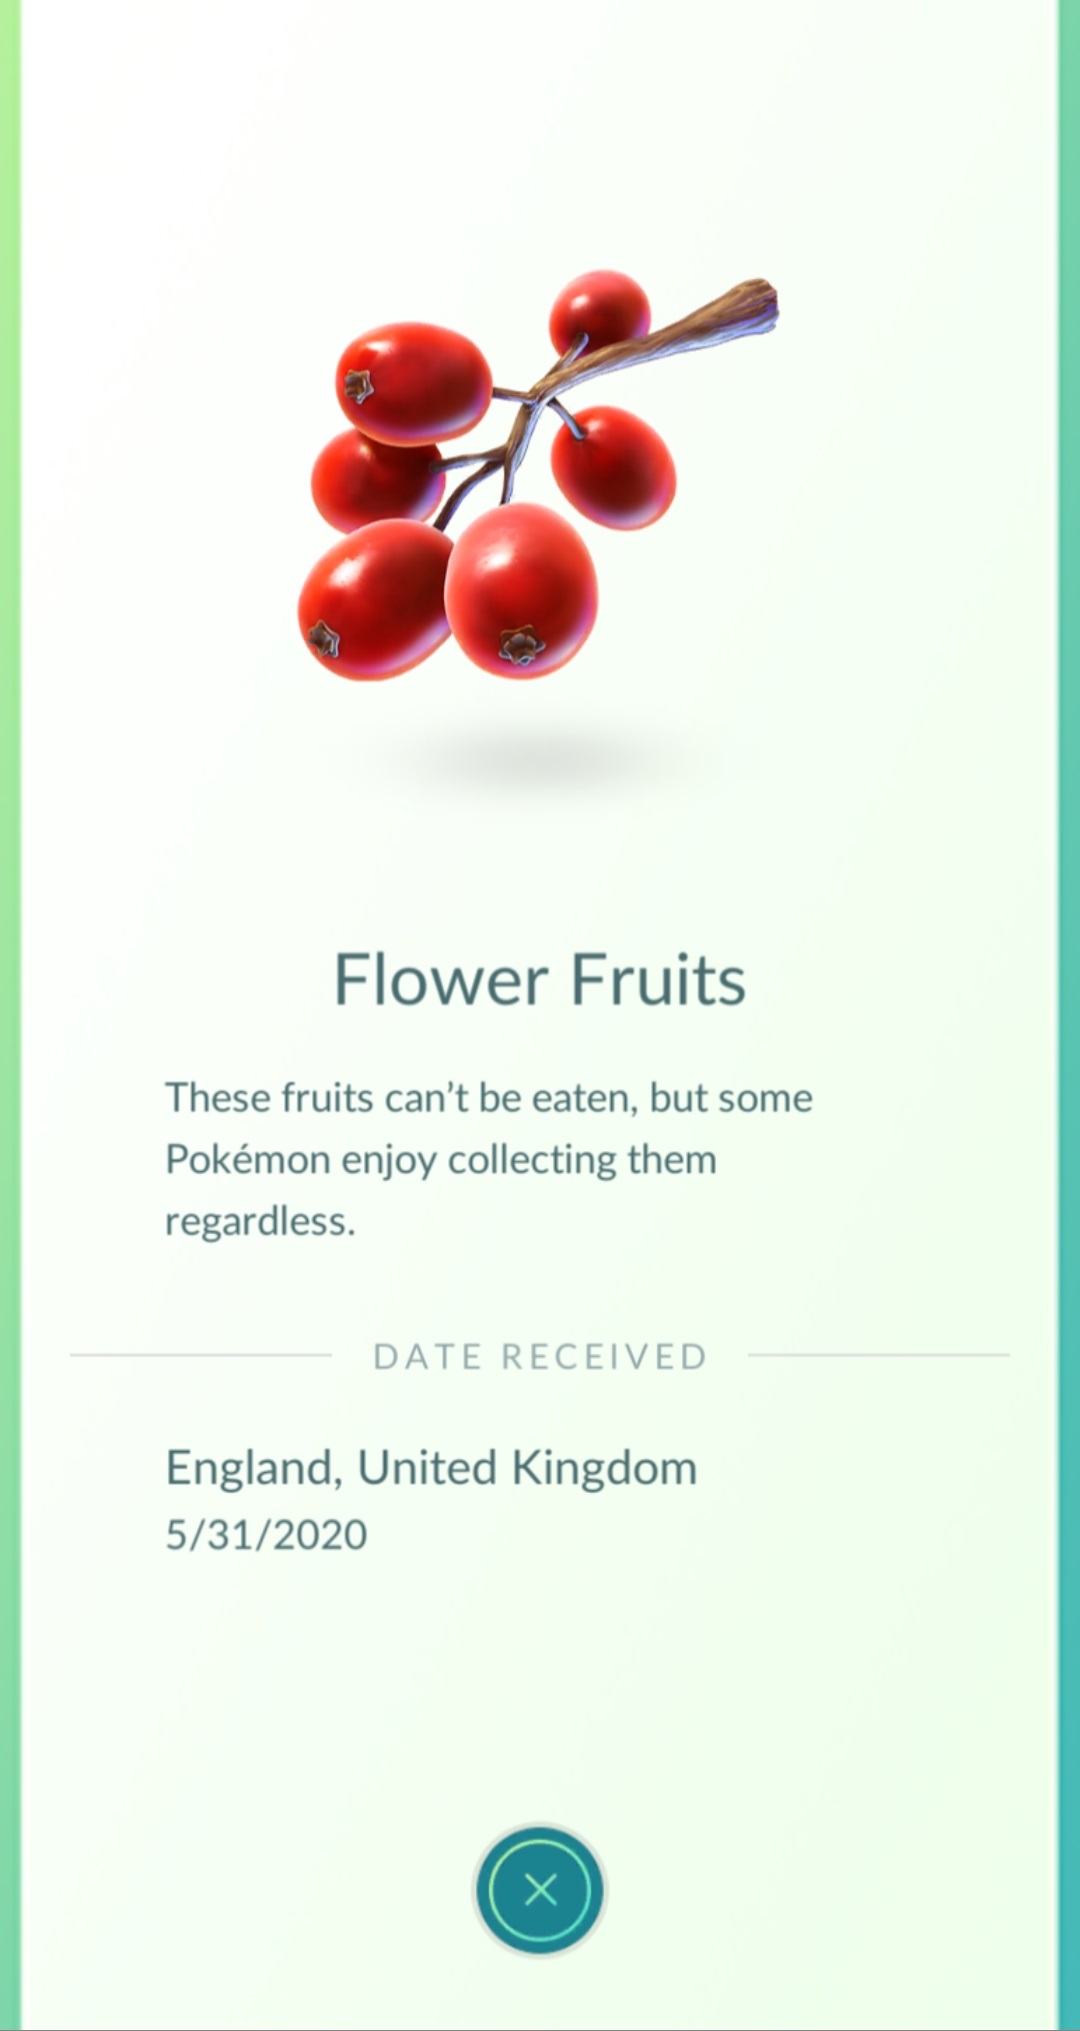 Flower Fruits
These fruits can’t be eaten, but some
Pokémon enjoy collecting them
regardless.
DATE RECEIVED
England, United Kingdom
5/31/2020